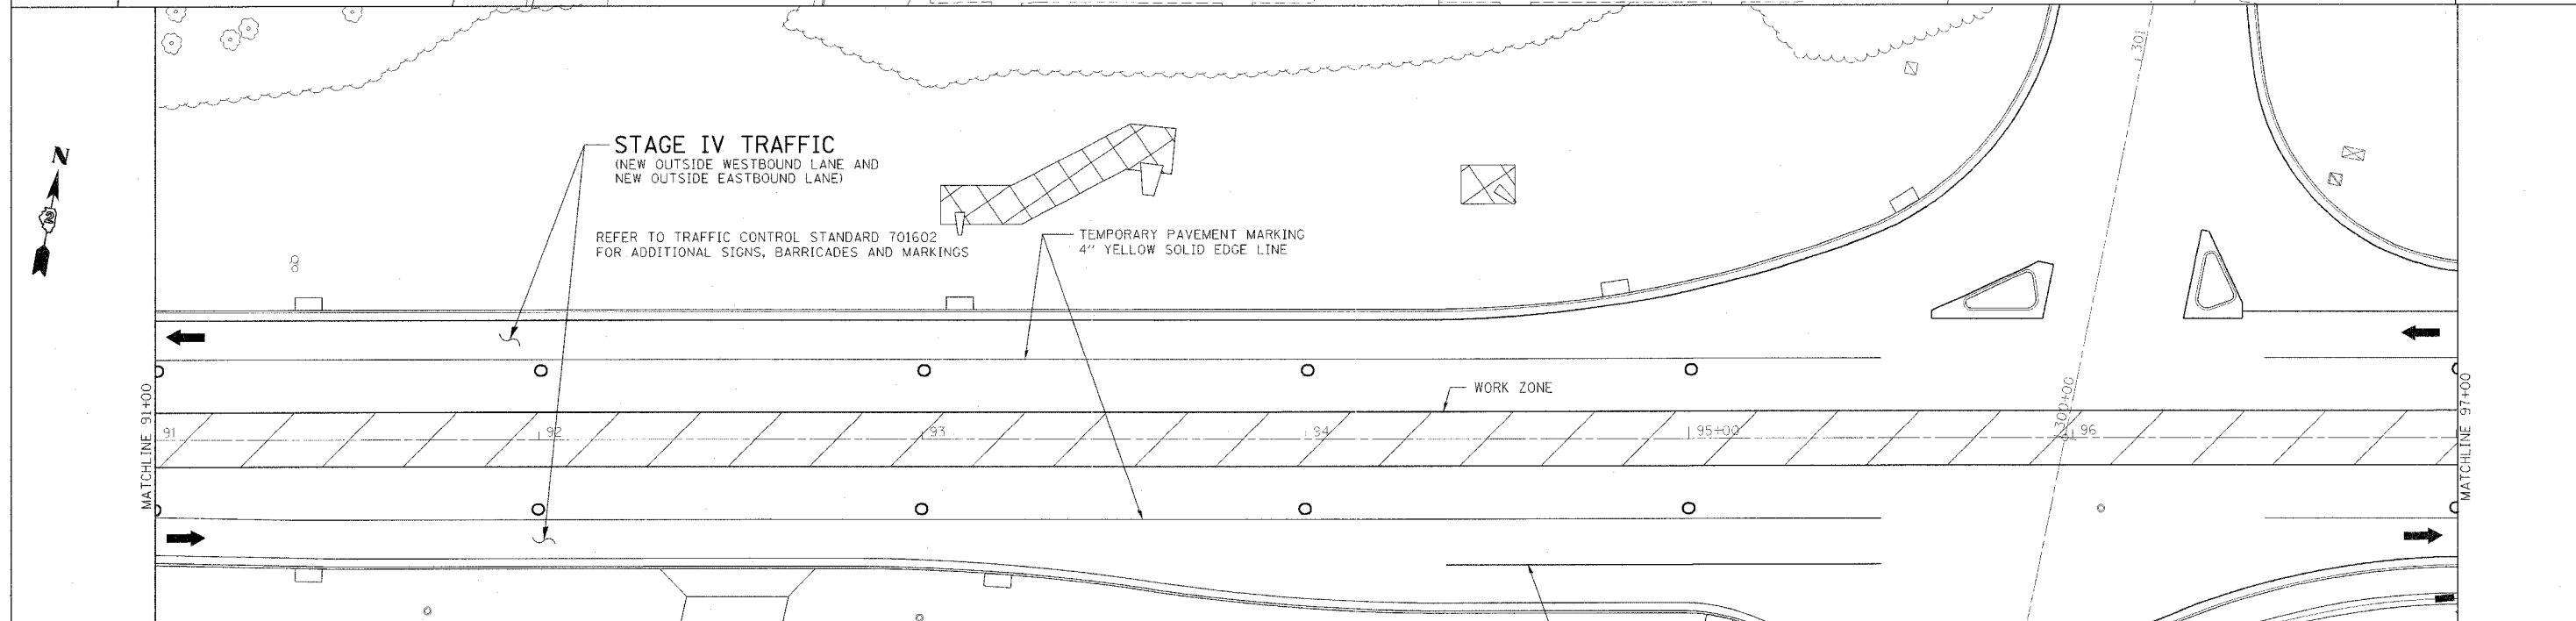 301
N
STAGE IV TRAFFIC
(NEW OUTSIDE WESTBOUND LANE AND
NEW OUTSIDE EASTBOUND LANE)
REFER TO TRAFFIC CONTROL STANDARD 701602
FOR ADDITIONAL SIGNS, BARRICADES AND MARKINGS
TEMPORARY PAVEMENT MARKING
4" YELLOW SOLID EDGE LINE
WORK ZONE
MATCHLINE 91+00
91
92
93
94
95+00
300+00
96
MATCHLINE 97+00